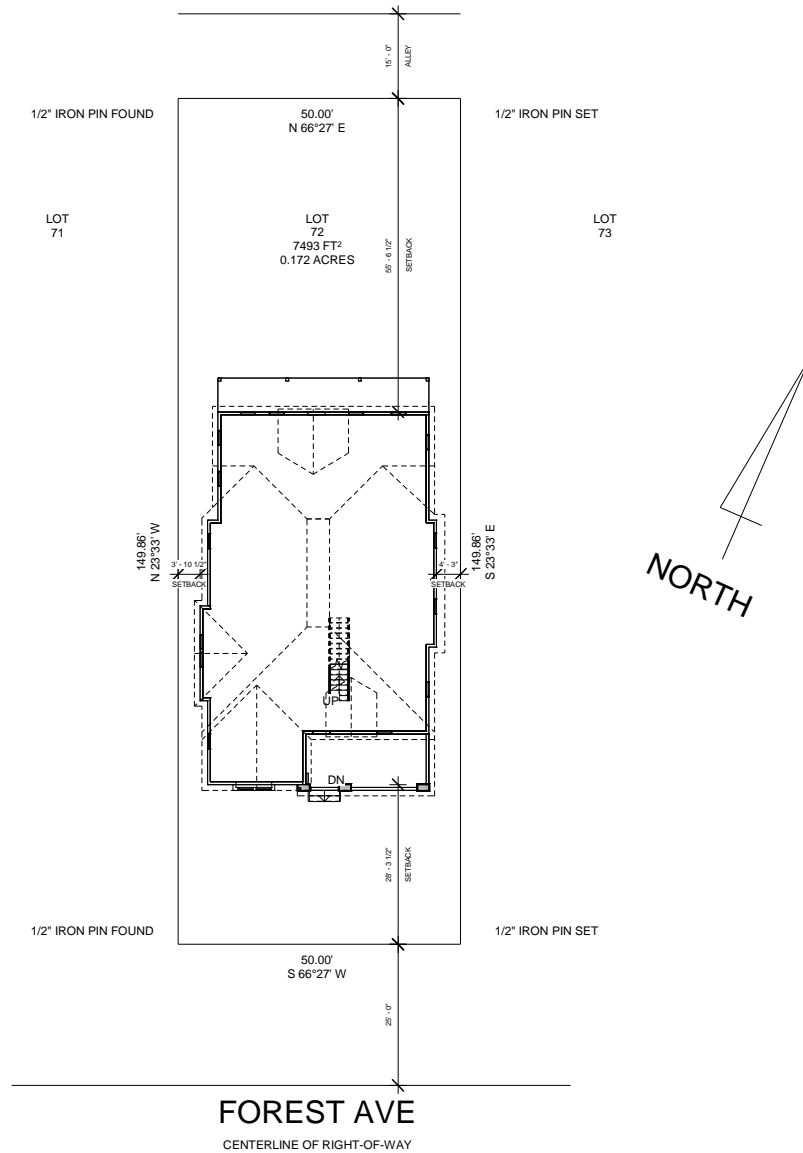 15' - 0"
ALLEY
1/2" IRON PIN FOUND
50.00'
N 66°27' E
1/2" IRON PIN SET
LOT
71
LOT
72
7493 FT²
0.172 ACRES
55' - 6 1/2"
SETBACK
LOT
73
149.86'
N 23°33' W
3' - 10 1/2"
SETBACK
4' - 3"
SETBACK
149.86'
S 23°33' E
NORTH
UP
DN
28' - 3 1/2"
SETBACK
1/2" IRON PIN FOUND
50.00'
S 66°27' W
1/2" IRON PIN SET
25' - 0"
FOREST AVE
CENTERLINE OF RIGHT-OF-WAY